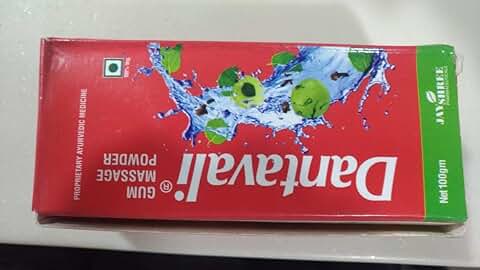 JAYSHREE
Net 100gm
Dantavali®
GUM
MASSAGE
POWDER
PROPRIETARY AYURVEDIC MEDICINE